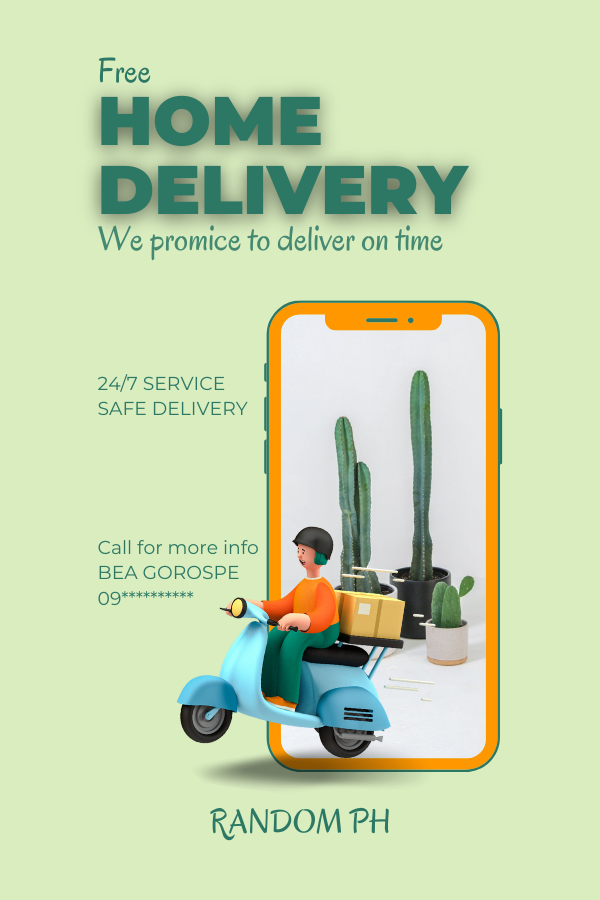 Free
HOME
DELIVERY
We promice to deliver on time
24/7 SERVICE
SAFE DELIVERY
Call for more info
BEA GOROSPE
09**********
RANDOM PH